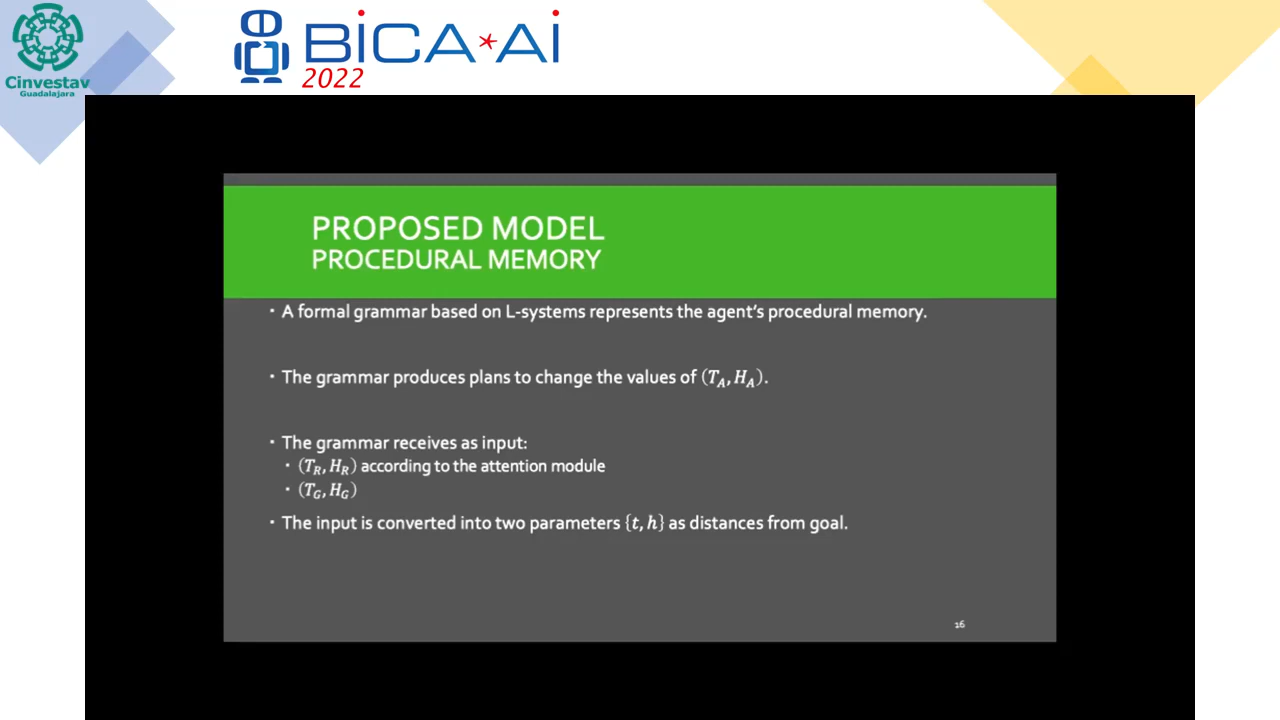 Cinvestav
Guadalajara
BiCA*Ai
2022
PROPOSED MODEL
PROCEDURAL MEMORY
· A formal grammar based on L-systems represents the agent's procedural memory.
· The grammar produces plans to change the values of (T_A, H_A).
· The grammar receives as input:
· (T_R, H_R) according to the attention module
· (T_G, H_G)
· The input is converted into two parameters {t, h} as distances from goal.
16